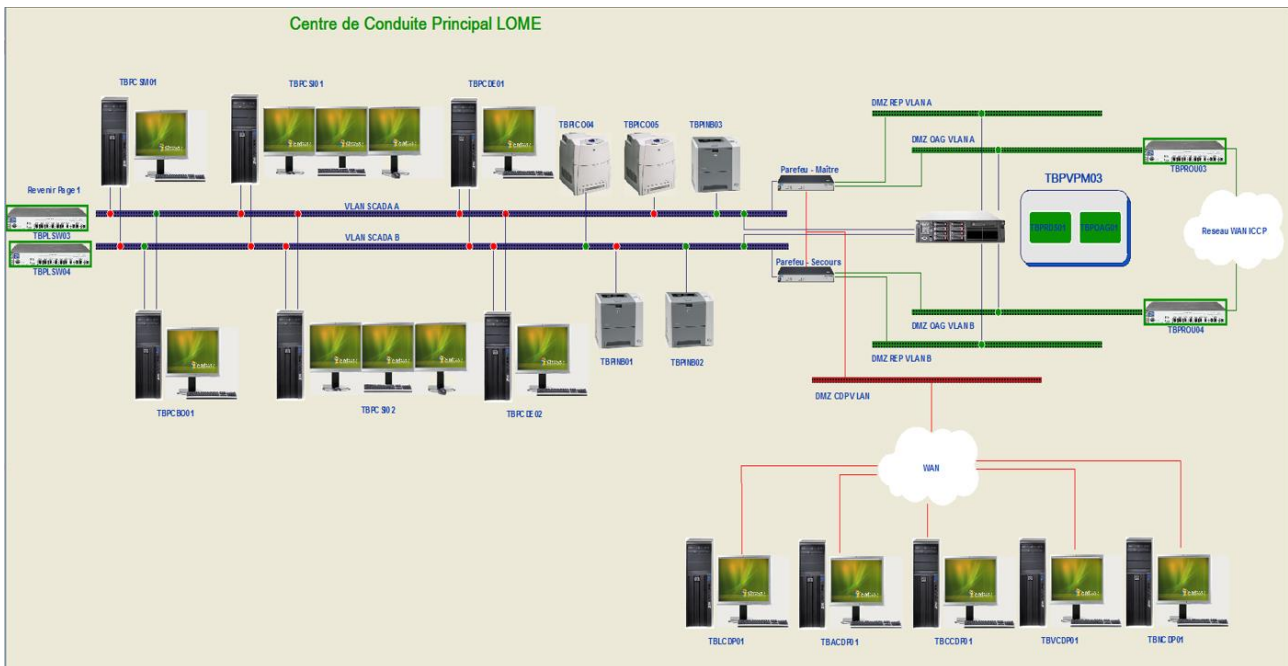 Centre de Conduite Principal LOME
TBPCSM01
TBPCSI01
TBPCDE01
TBPICO04
TBPICO05
TBPINB03
DMZ REP VLAN A
DMZ OAG VLAN A
Parefeu - Maître
TBPROU03
TBPVPM03
Revenir Page 1
VLAN SCADA A
TBPLSW03
TBPROS01
TBPOAG01
Reseau WAN ICCP
VLAN SCADA B
TBPLSW04
Parefeu - Secours
DMZ OAG VLAN B
TBPROU04
DMZ REP VLAN B
TBPINB01
TBPINB02
DMZ CDP VLAN
TBPCBO01
TBPCSI02
TBPCDE02
WAN
TBLCDP01
TBACDP01
TBCCDP01
TBVCDP01
TBNCDP01